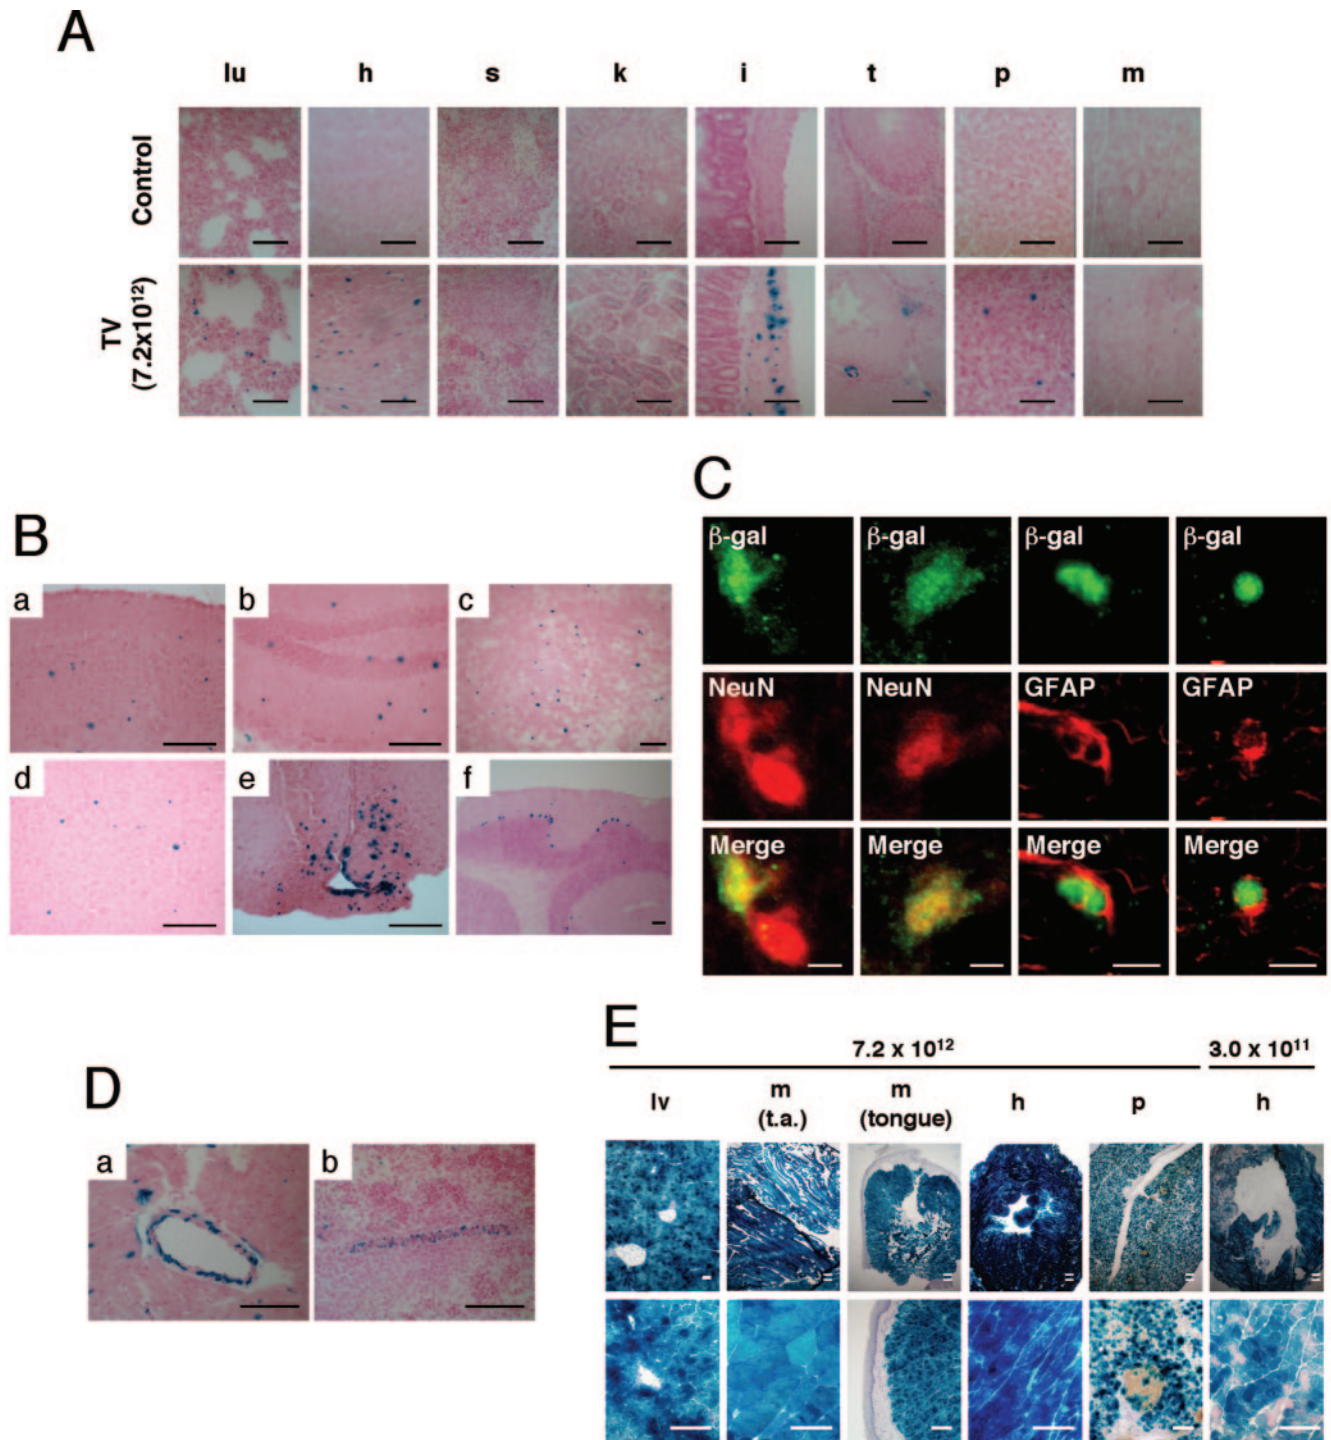 A
lu h s k i t p m
Control
TV
(7.2x10¹²)
B
a b c
d e f
C
β-gal β-gal β-gal β-gal
NeuN NeuN GFAP GFAP
Merge Merge Merge Merge
D
a b
E
7.2 x 10¹² 3.0 x 10¹¹
lv m m h p h
(t.a.) (tongue)